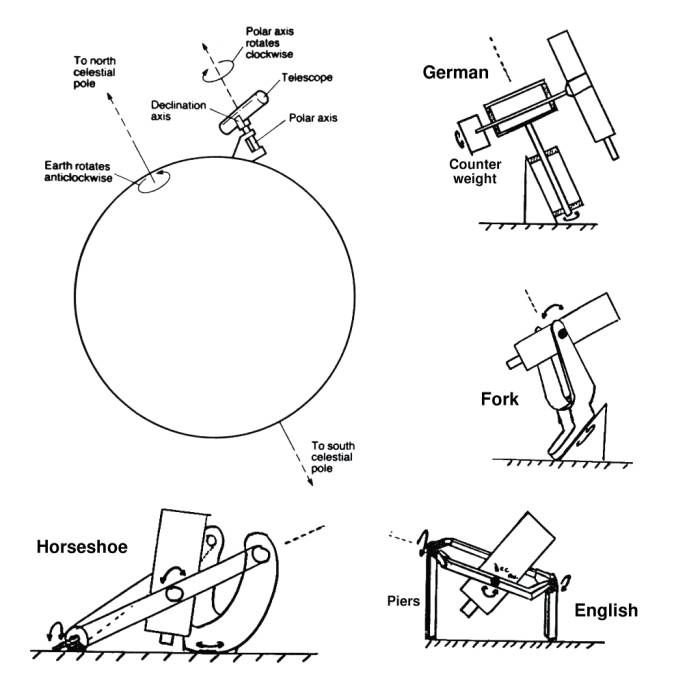 Polar axis
rotates
clockwise
To north
celestial
pole
Telescope
Declination
axis
Polar axis
Earth rotates
anticlockwise
To south
celestial
pole
German
Counter
weight
Fork
Horseshoe
Dec
Piers
English